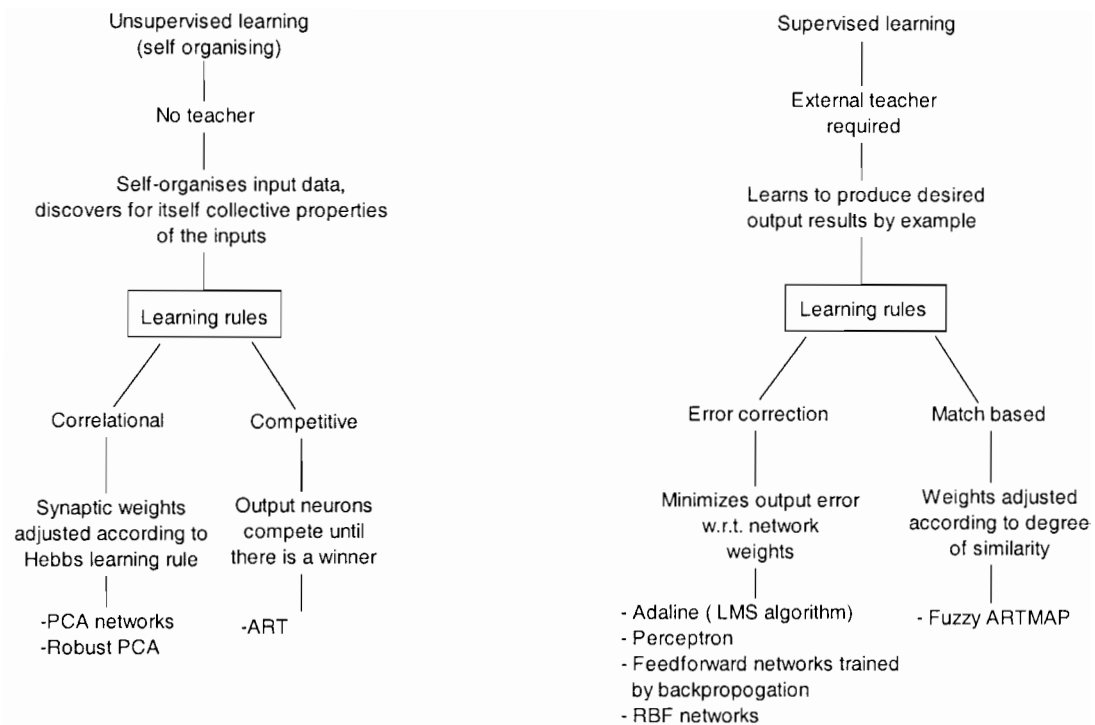 Unsupervised learning
(self organising)
No teacher
Self-organises input data,
discovers for itself collective properties
of the inputs
Learning rules
Correlational
Synaptic weights
adjusted according to
Hebbs learning rule
-PCA networks
-Robust PCA
Competitive
Output neurons
compete until
there is a winner
-ART
Supervised learning
External teacher
required
Learns to produce desired
output results by example
Learning rules
Error correction
Minimizes output error
w.r.t. network
weights
- Adaline ( LMS algorithm)
- Perceptron
- Feedforward networks trained
by backpropogation
- RBF networks
Match based
Weights adjusted
according to degree
of similarity
- Fuzzy ARTMAP